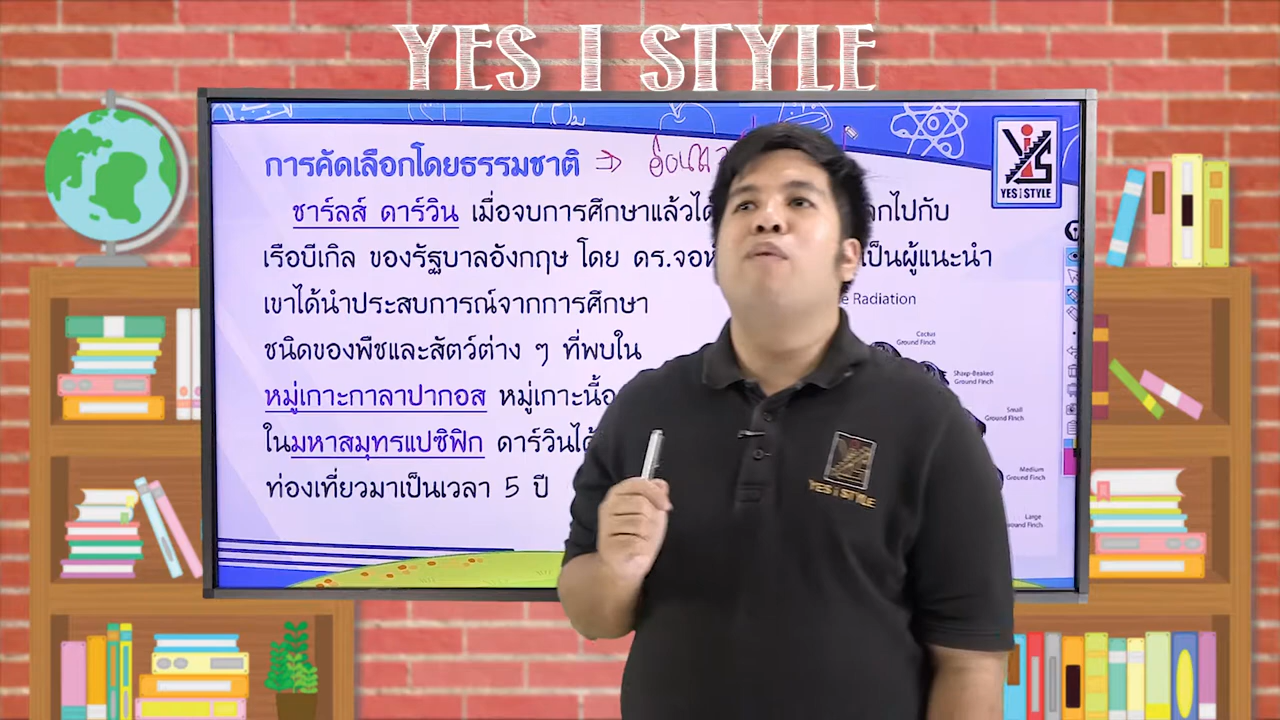 YES I STYLE
การคัดเลือกโดยธรรมชาติ ⇒
YES I STYLE
ชาร์ลส์ ดาร์วิน เมื่อจบการศึกษาแล้วได้ ไปกับ
เรือบีเกิล ของรัฐบาลอังกฤษ โดย ดร. เป็นผู้แนะนำ
เขาได้นำประสบการณ์จากการศึกษา
Radiation
ชนิดของพืชและสัตว์ต่าง ๆ ที่พบใน
Cactus
Ground Finch
Sharp-Beaked
Ground Finch
หมู่เกาะกาลาปากอส หมู่เกาะนี้
Small
Ground Finch
ในมหาสมุทรแปซิฟิก ดาร์วินได้
Medium
Ground Finch
ท่องเที่ยวมาเป็นเวลา 5 ปี
Large
Ground Finch
YES I STYLE